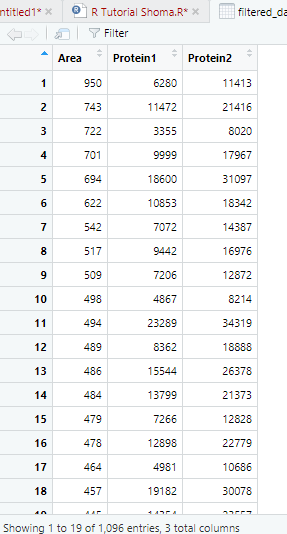 ntitled1* × R Tutorial Shoma.R* × filtered_da
Filter
Area Protein1 Protein2
1 950 6280 11413
2 743 11472 21416
3 722 3355 8020
4 701 9999 17967
5 694 18600 31097
6 622 10853 18342
7 542 7072 14387
8 517 9442 16976
9 509 7206 12872
10 498 4867 8214
11 494 23289 34319
12 489 8362 18888
13 486 15544 26378
14 484 13799 21373
15 479 7266 12828
16 478 12898 22779
17 464 4981 10686
18 457 19182 30078
Showing 1 to 19 of 1,096 entries, 3 total columns